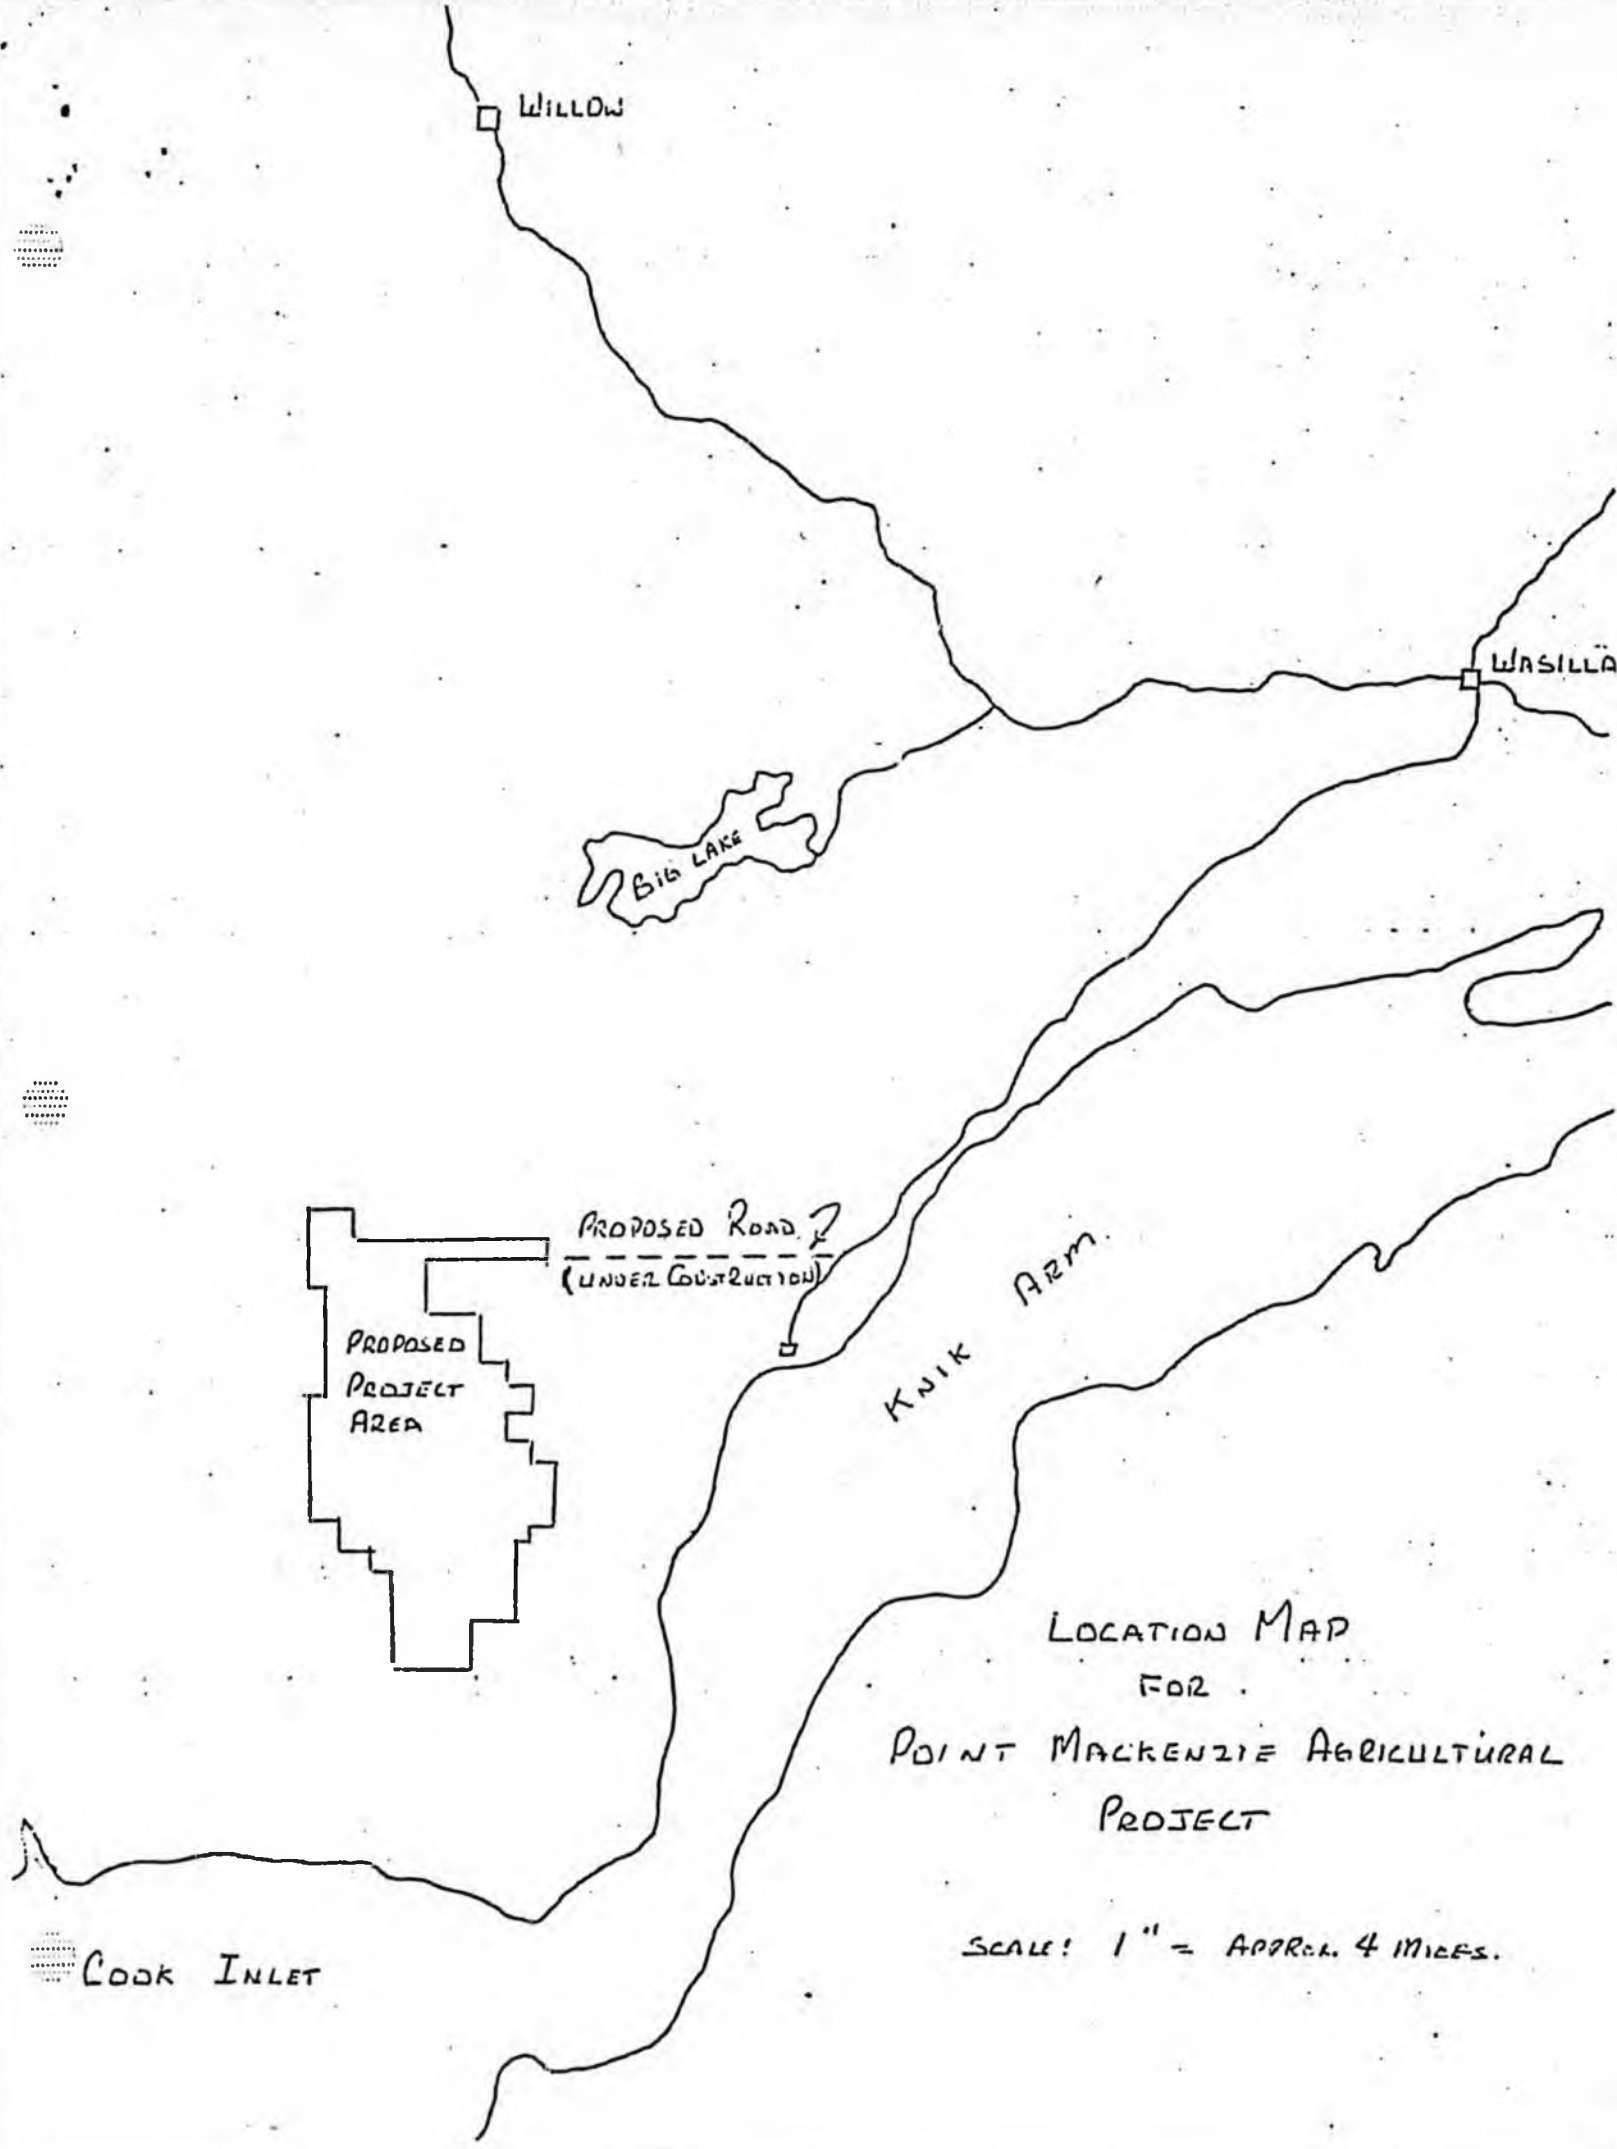 WILLOW
WASILLA
BIG LAKE
PROPOSED ROAD
(UNDER CONSTRUCTION)
PROPOSED
PROJECT
AREA
KNIK ARM.
LOCATION MAP
FOR
POINT MACKENZIE AGRICULTURAL
PROJECT
SCALE: 1" = APPROX. 4 MILES.
COOK INLET